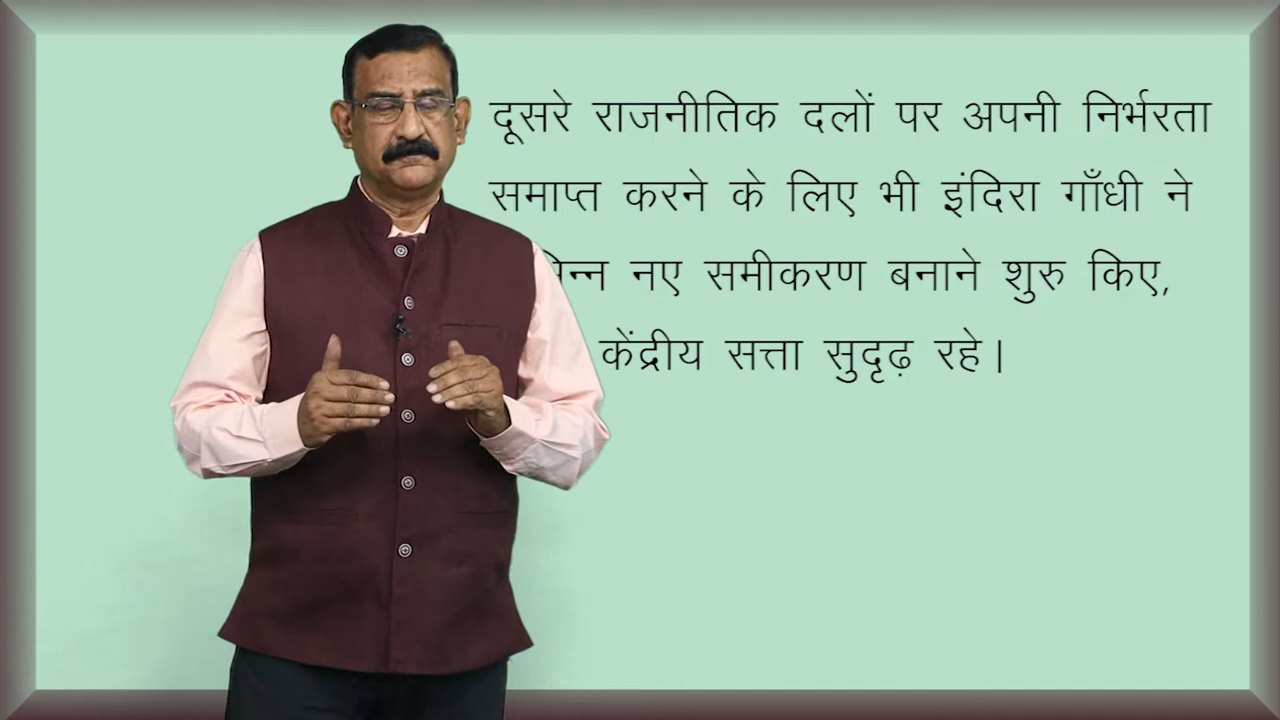 दूसरे राजनीतिक दलों पर अपनी निर्भरता
समाप्त करने के लिए भी इंदिरा गाँधी ने
नए समीकरण बनाने शुरु किए,
केंद्रीय सत्ता सुदृढ़ रहे।